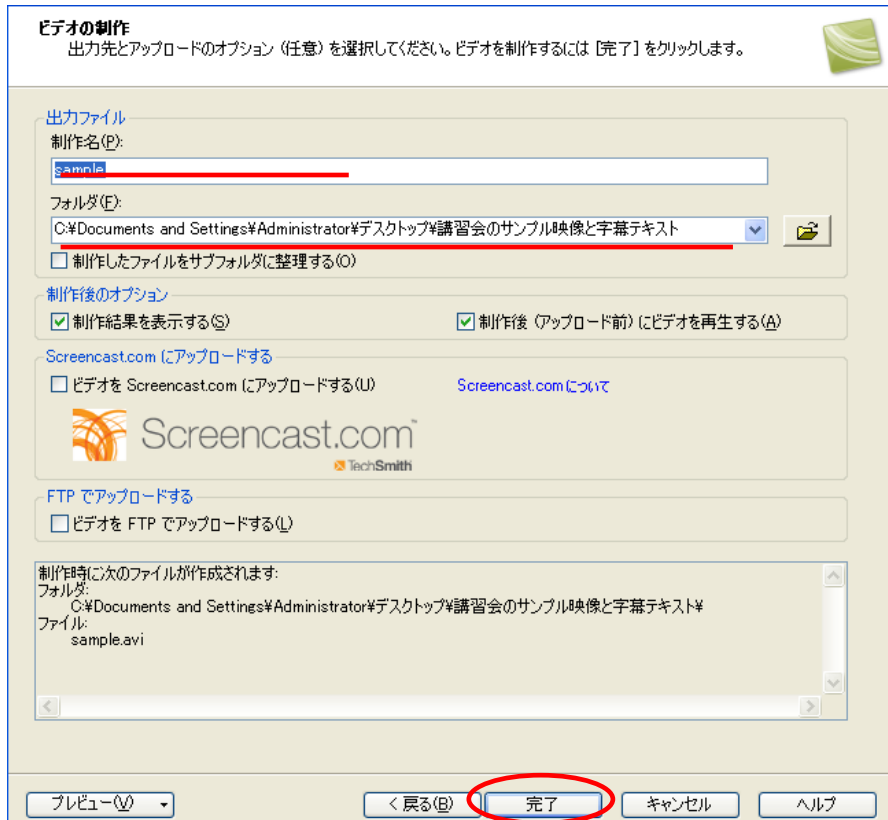 ビデオの制作
出力先とアップロードのオプション (任意) を選択してください。ビデオを制作するには [完了] をクリックします。
出力ファイル
制作名(P):
sample
フォルダ(F):
C:¥Documents and Settings¥Administrator¥デスクトップ¥講習会のサンプル映像と字幕テキスト
制作したファイルをサブフォルダに整理する(O)
制作後のオプション
制作結果を表示する(S)
制作後 (アップロード前) にビデオを再生する(A)
Screencast.com にアップロードする
ビデオを Screencast.com にアップロードする(U)
Screencast.comについて
Screencast.com™
TechSmith
FTP でアップロードする
ビデオを FTP でアップロードする(L)
制作時に次のファイルが作成されます:
フォルダ:
C:¥Documents and Settings¥Administrator¥デスクトップ¥講習会のサンプル映像と字幕テキスト¥
ファイル:
sample.avi
プレビュー(V)
< 戻る(B)
完了
キャンセル
ヘルプ